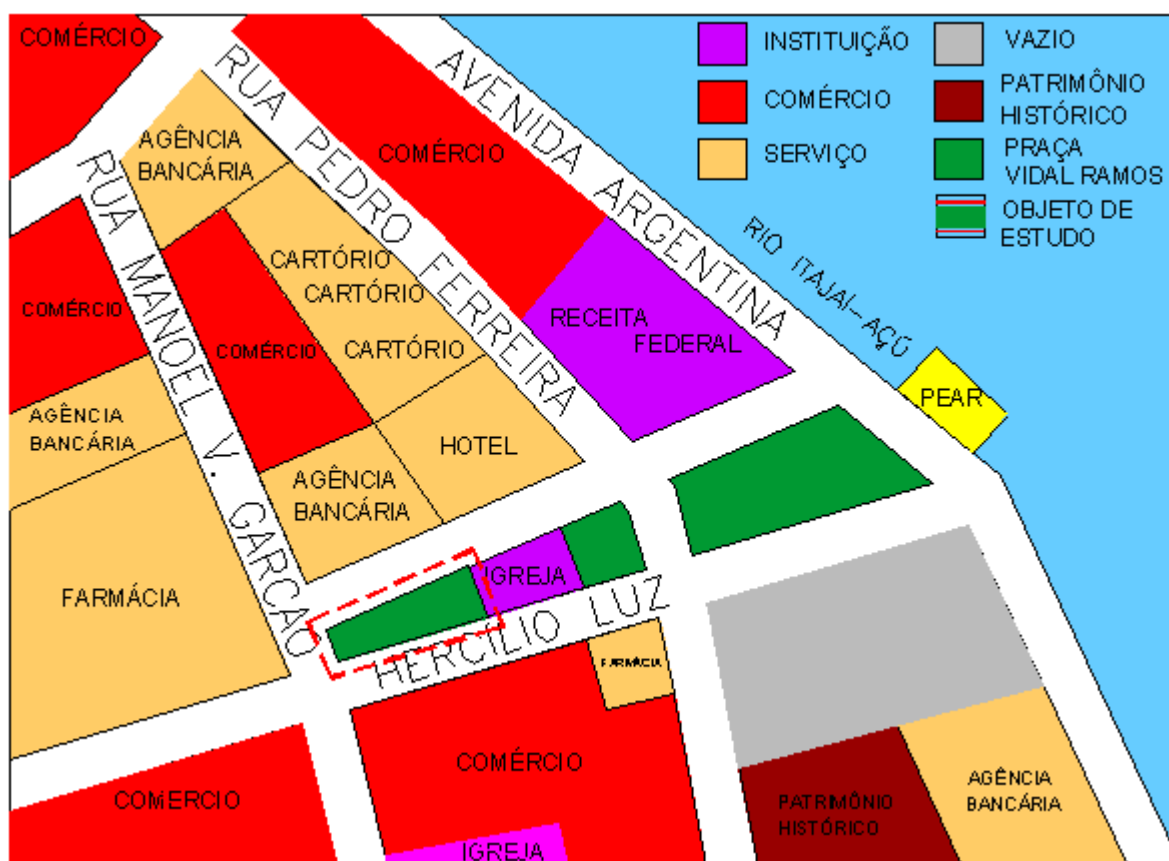 COMÉRCIO
RUA PEDRO FERREIRA
AVENIDA ARGENTINA
INSTITUIÇÃO
COMÉRCIO
SERVIÇO
VAZIO
PATRIMÔNIO
HISTÓRICO
PRAÇA
VIDAL RAMOS
OBJETO DE
ESTUDO
RIO ITAJAI-AÇÚ
PEAR
AGÊNCIA
BANCÁRIA
COMÉRCIO
RUA MANOEL V. GARCAO
CARTÓRIO
CARTÓRIO
CARTÓRIO
COMÉRCIO
COMÉRCIO
RECEITA
FEDERAL
AGÊNCIA
BANCÁRIA
HOTEL
AGÊNCIA
BANCÁRIA
FARMÁCIA
IGREJA
HERCÍLIO LUZ
FARMÁCIA
COMÉRCIO
COMERCIO
IGREJA
PATRIMÔNIO
HISTÓRICO
AGÊNCIA
BANCÁRIA